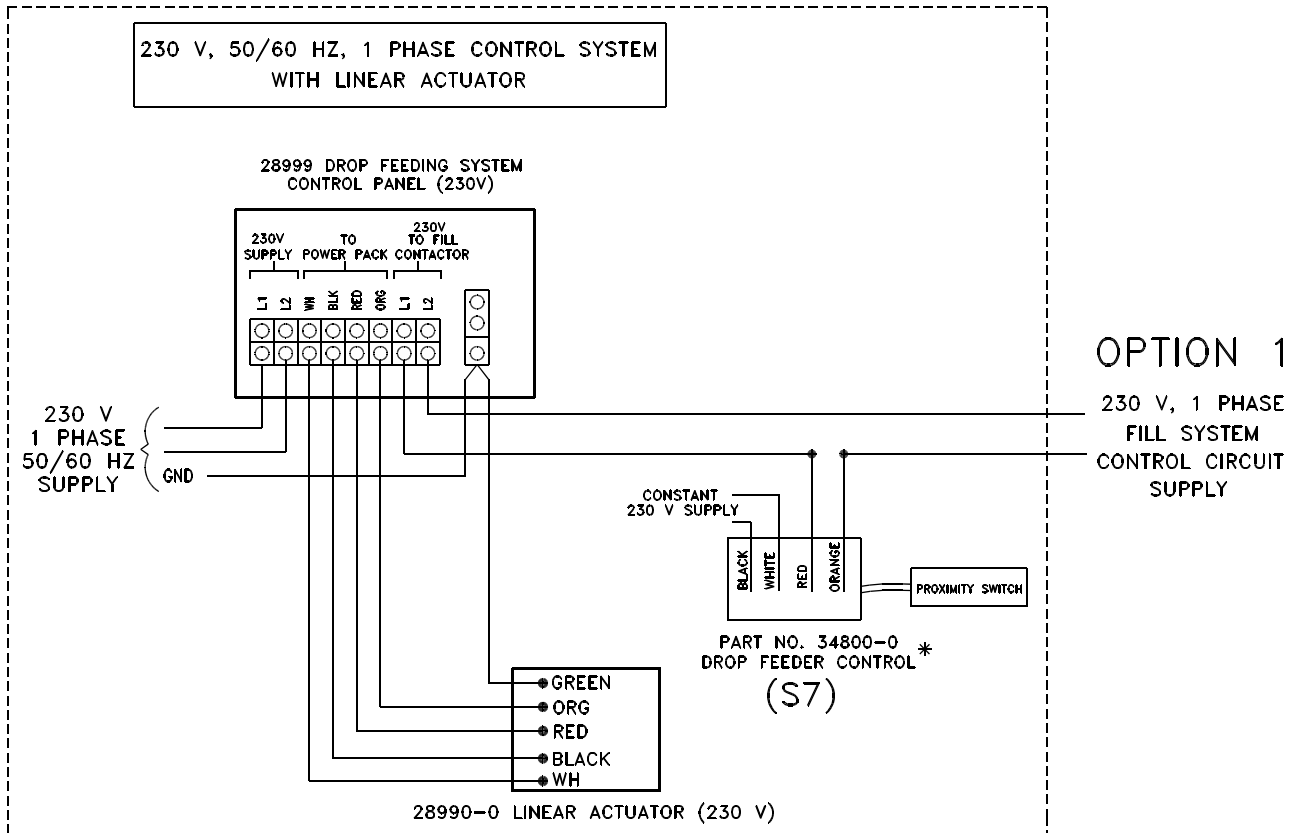 230 V, 50/60 HZ, 1 PHASE CONTROL SYSTEM
WITH LINEAR ACTUATOR
28999 DROP FEEDING SYSTEM
CONTROL PANEL (230V)
230V
SUPPLY
TO
POWER PACK
230V
TO FILL
CONTACTOR
L1
L2
WH
BLK
RED
ORG
L1
L2
230 V
1 PHASE
50/60 HZ
SUPPLY
GND
OPTION 1
230 V, 1 PHASE
FILL SYSTEM
CONTROL CIRCUIT
SUPPLY
CONSTANT
230 V SUPPLY
BLACK
WHITE
RED
ORANGE
PROXIMITY SWITCH
PART NO. 34800-0
DROP FEEDER CONTROL*
(S7)
GREEN
ORG
RED
BLACK
WH
28990-0 LINEAR ACTUATOR (230 V)